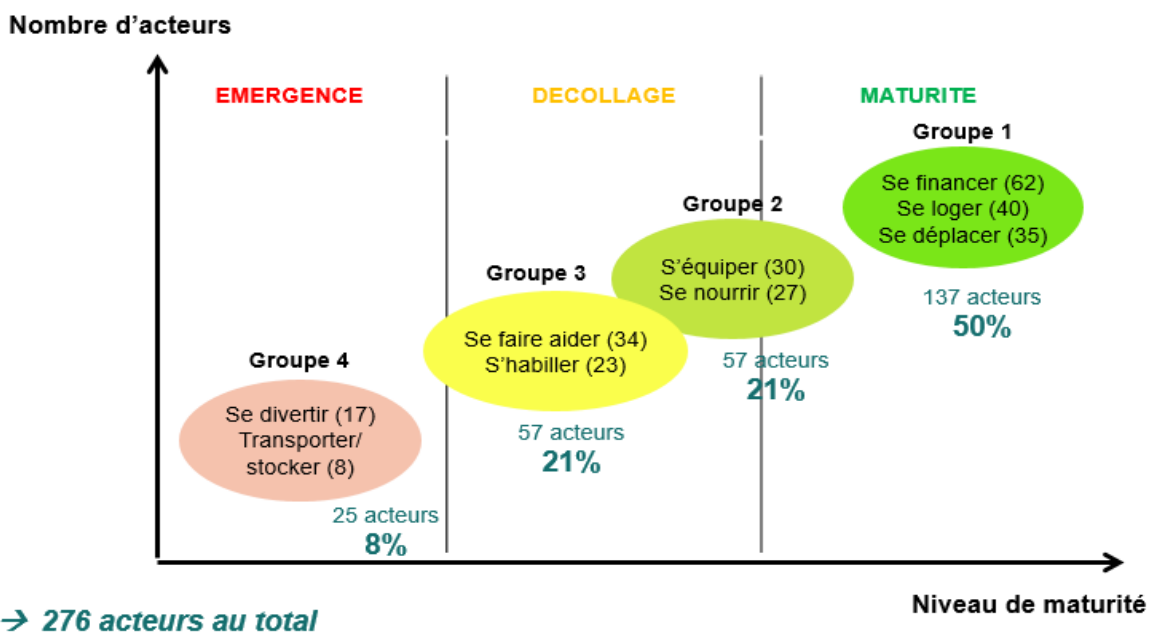 Nombre d'acteurs
EMERGENCE
DECOLLAGE
MATURITE
Groupe 1
Se financer (62)
Se loger (40)
Se déplacer (35)
137 acteurs
50%
Groupe 2
S'équiper (30)
Se nourrir (27)
57 acteurs
21%
Groupe 3
Se faire aider (34)
S'habiller (23)
57 acteurs
21%
Groupe 4
Se divertir (17)
Transporter/
stocker (8)
25 acteurs
8%
Niveau de maturité
→ 276 acteurs au total